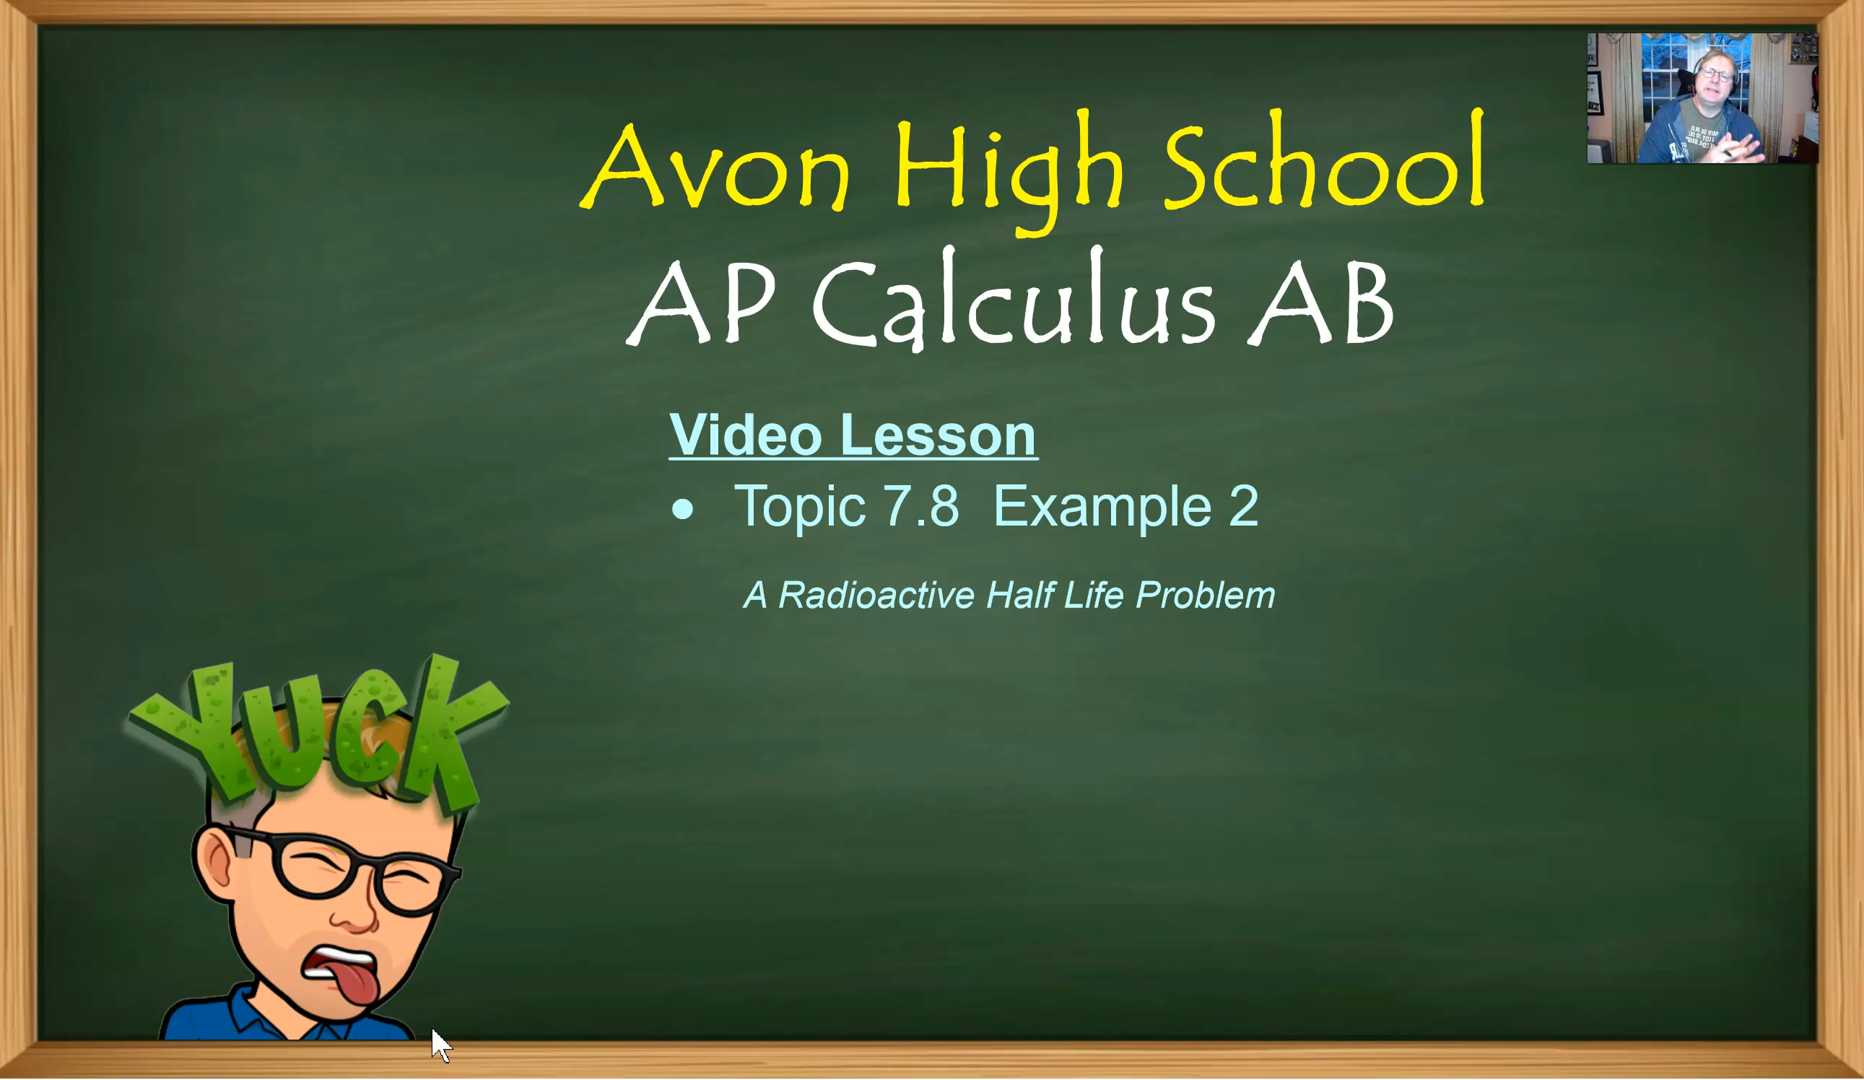 Avon High School
AP Calculus AB
Video Lesson
● Topic 7.8 Example 2
A Radioactive Half Life Problem
YUCK